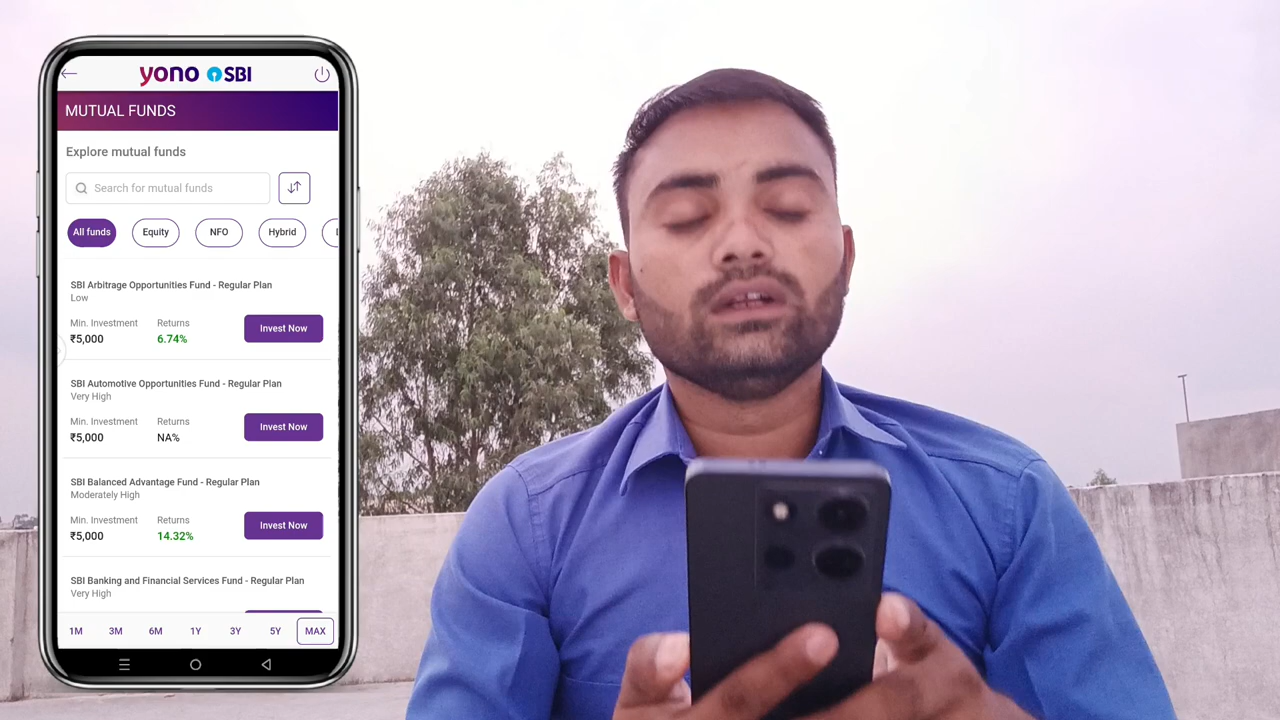 yono SBI
MUTUAL FUNDS
Explore mutual funds
Search for mutual funds
All funds Equity NFO Hybrid
SBI Arbitrage Opportunities Fund - Regular Plan
Low
Min. Investment Returns
₹5,000 6.74%
Invest Now
SBI Automotive Opportunities Fund - Regular Plan
Very High
Min. Investment Returns
₹5,000 NA%
Invest Now
SBI Balanced Advantage Fund - Regular Plan
Moderately High
Min. Investment Returns
₹5,000 14.32%
Invest Now
SBI Banking and Financial Services Fund - Regular Plan
Very High
1M 3M 6M 1Y 3Y 5Y MAX